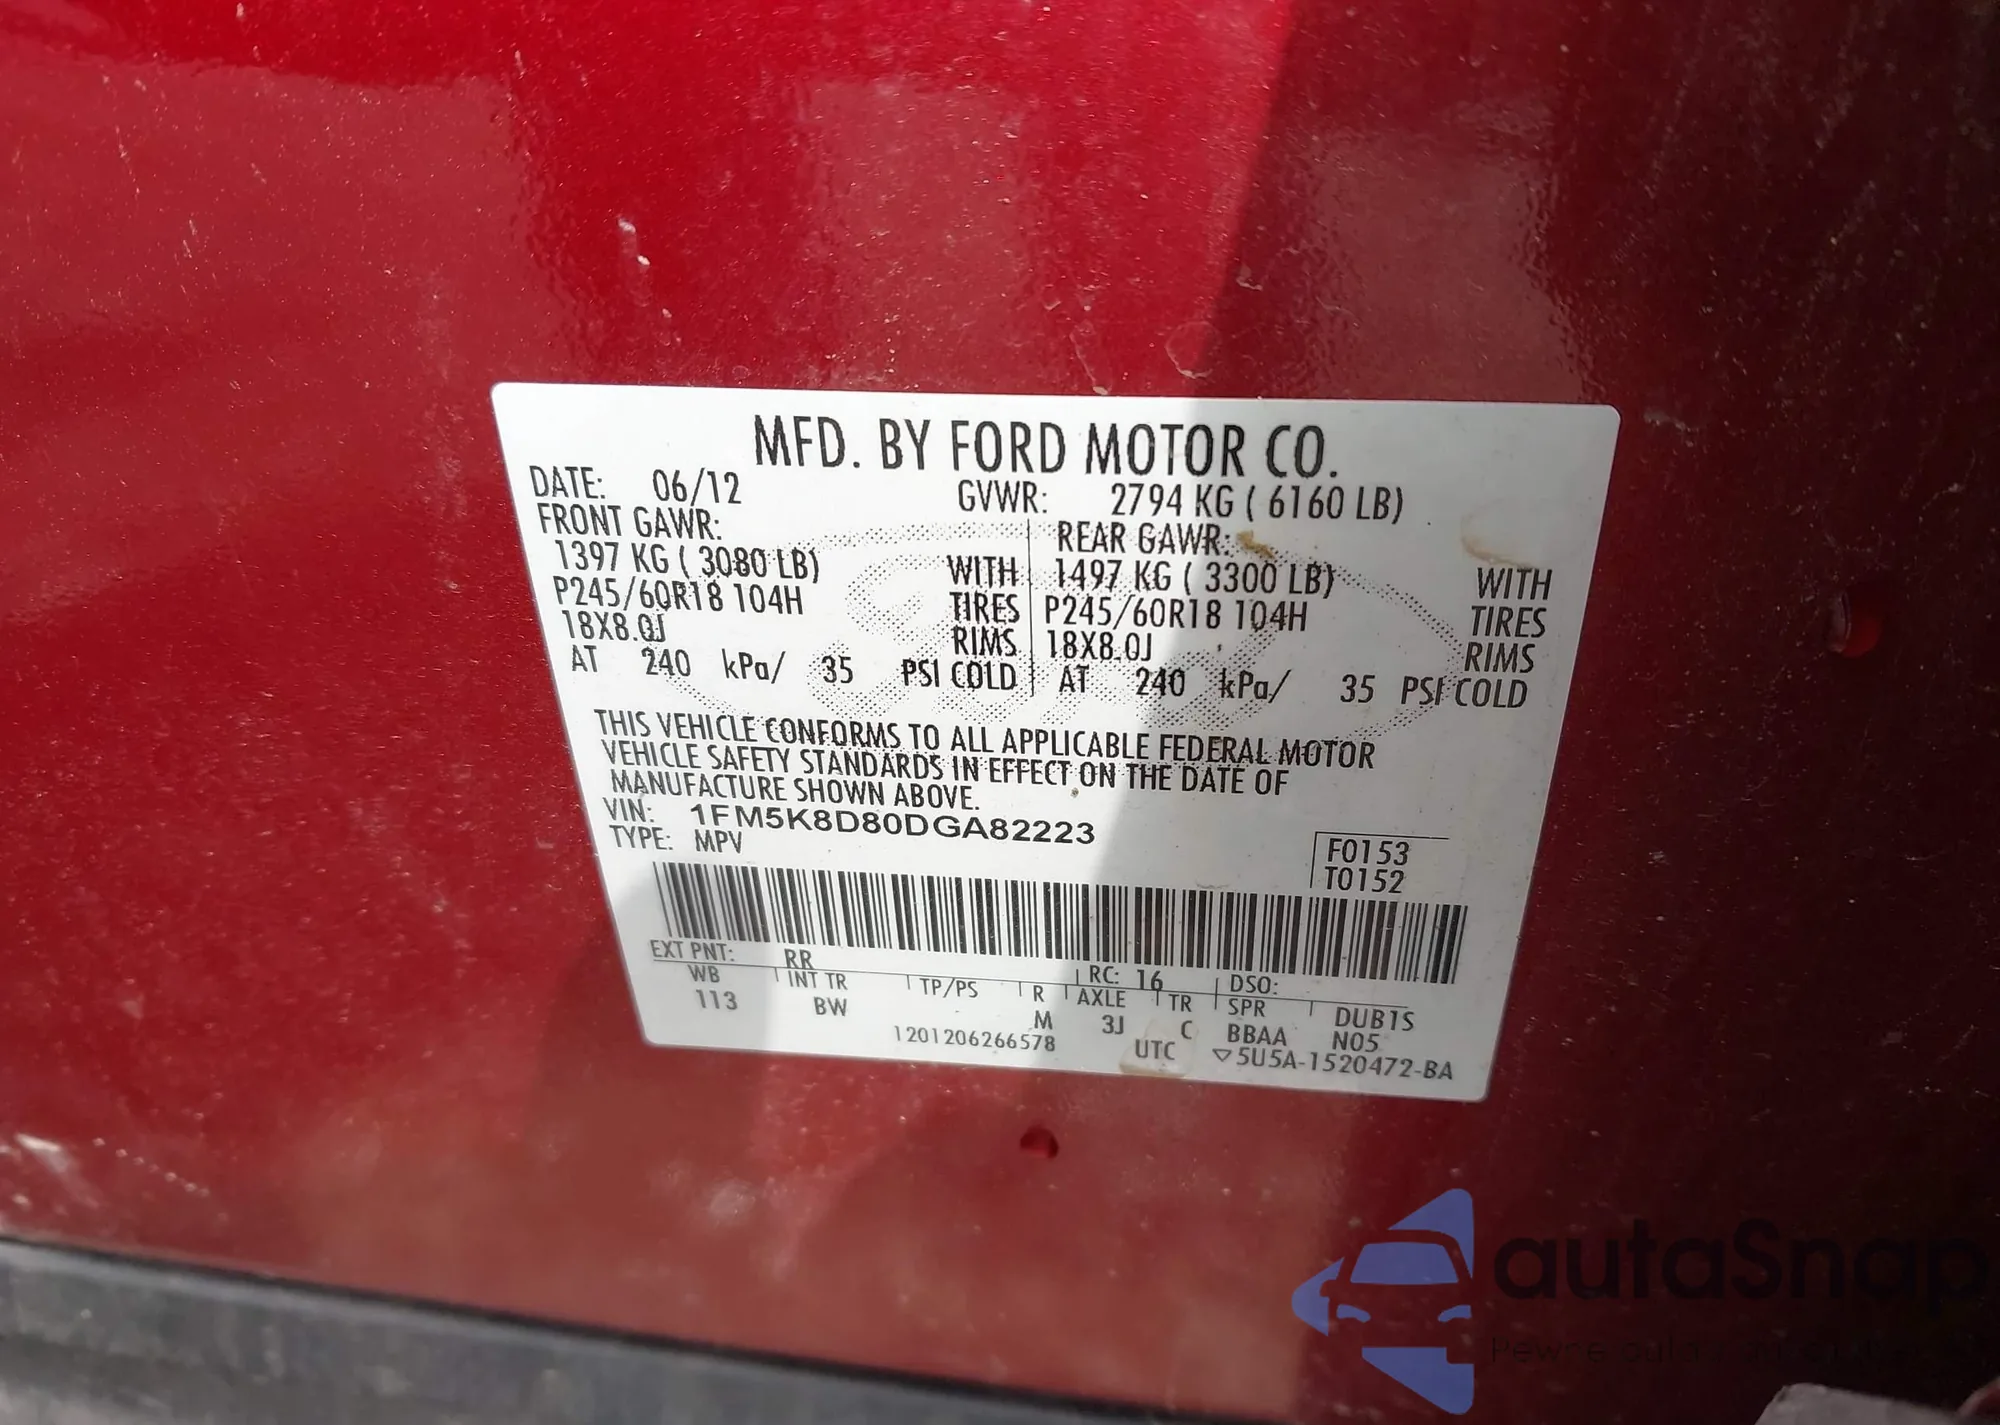 MFD. BY FORD MOTOR CO.
DATE: 06/12 GVWR: 2794 KG ( 6160 LB)
FRONT GAWR: REAR GAWR:
1397 KG ( 3080 LB) WITH 1497 KG ( 3300 LB) WITH
P245/60R18 104H TIRES P245/60R18 104H TIRES
18X8.0J RIMS 18X8.0J RIMS
AT 240 kPa/ 35 PSI COLD AT 240 kPa/ 35 PSI COLD
THIS VEHICLE CONFORMS TO ALL APPLICABLE FEDERAL MOTOR
VEHICLE SAFETY STANDARDS IN EFFECT ON THE DATE OF
MANUFACTURE SHOWN ABOVE.
VIN: 1FM5K8D80DGA82223
TYPE: MPV
F0153
T0152
EXT PNT: RR RC: 16 DSO:
WB INT TR TP/PS R AXLE TR SPR DUB1S
113 BW M 3J C BBAA N05
1201206266578 UTC ▽5U5A-1520472-BA
autaSnap